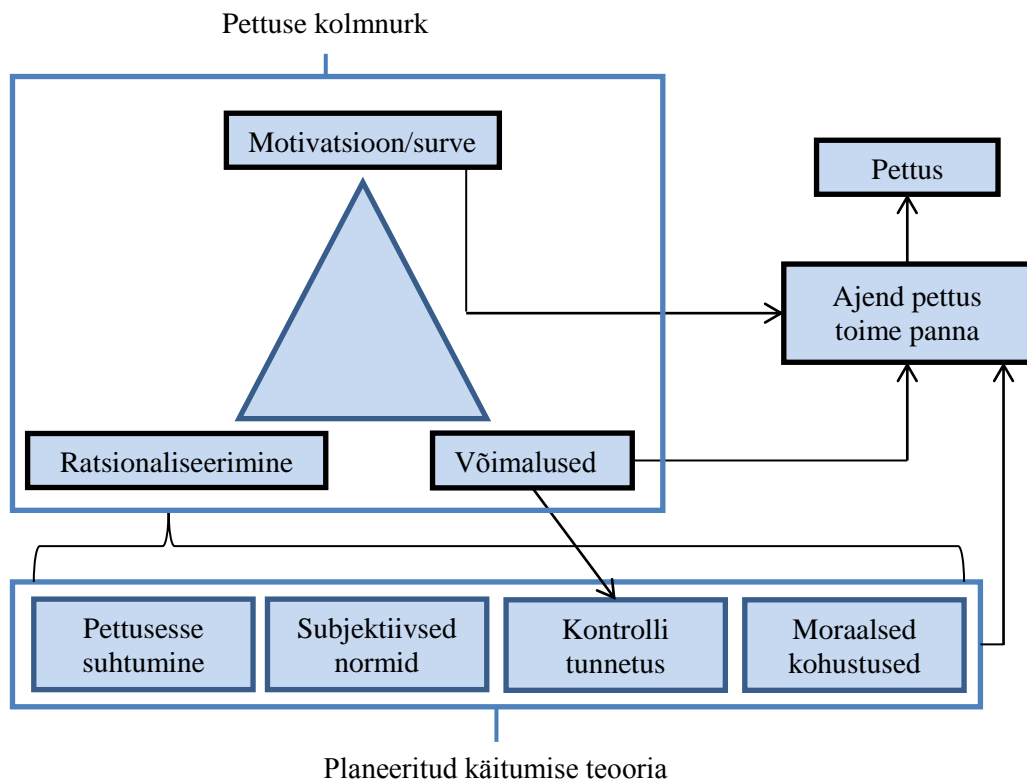 Pettuse kolmnurk
Motivatsioon/surve
Pettus
Ajend pettus
toime panna
Ratsionaliseerimine
Võimalused
Pettusesse
suhtumine
Subjektiivsed
normid
Kontrolli
tunnetus
Moraalsed
kohustused
Planeeritud käitumise teooria